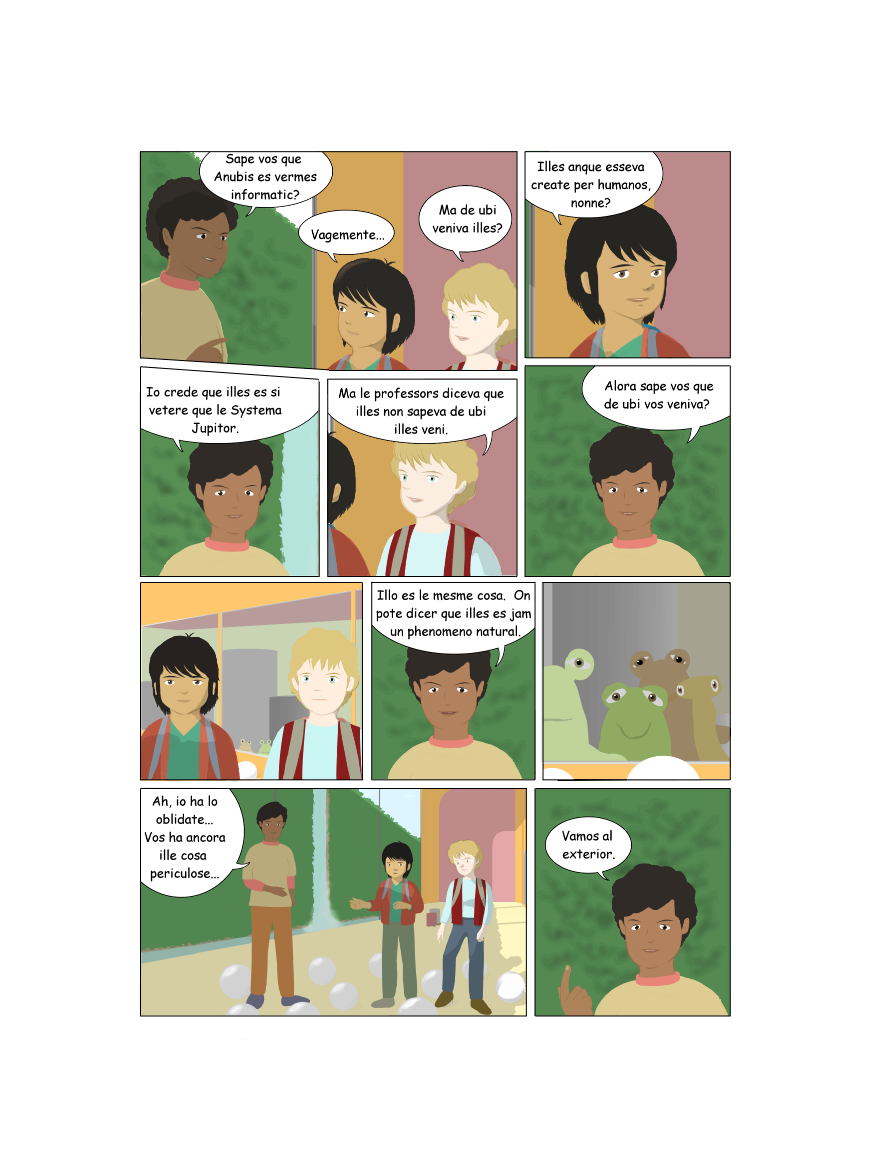 Sape vos que
Anubis es vermes
informatic?
Vagemente...
Ma de ubi
veniva illes?
Illes anque esseva
create per humanos,
nonne?
Io crede que illes es si
vetere que le Systema
Jupitor.
Ma le professors diceva que
illes non sapeva de ubi
illes veni.
Alora sape vos que
de ubi vos veniva?
Illo es le mesme cosa. On
pote dicer que illes es jam
un phenomeno natural.
Ah, io ha lo
oblidate...
Vos ha ancora
ille cosa
periculose...
Vamos al
exterior.